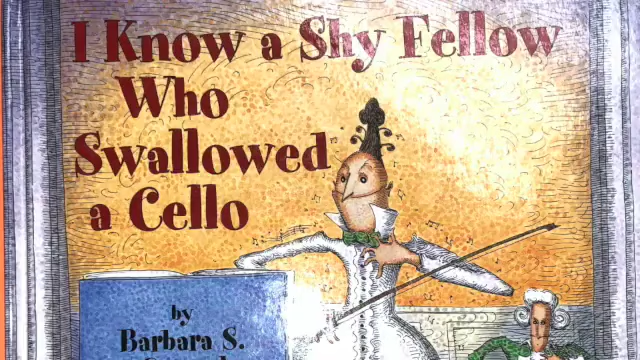 I Know a Shy Fellow
Who
Swallowed
a Cello
by
Barbara S.